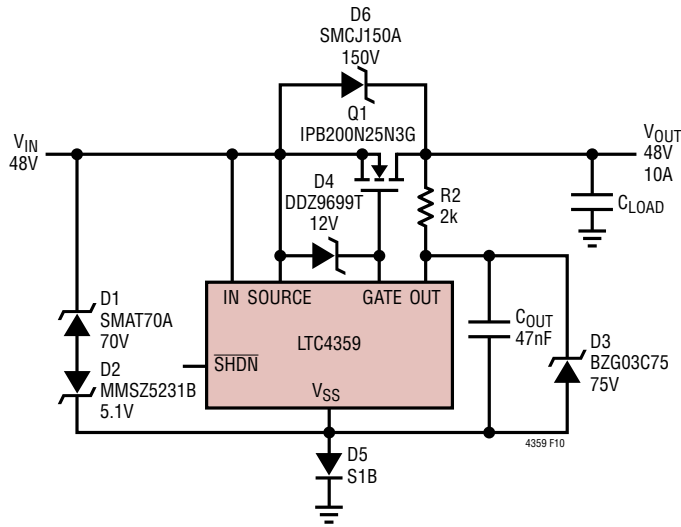 D6
SMCJ150A
150V
Q1
IPB200N25N3G
VIN
48V
VOUT
48V
10A
D4
DDZ9699T
12V
R2
2k
CLOAD
IN SOURCE GATE OUT
D1
SMAT70A
70V
LTC4359
COUT
47nF
D3
BZG03C75
75V
SHDN
D2
MMSZ5231B
5.1V
VSS
4359 F10
D5
S1B